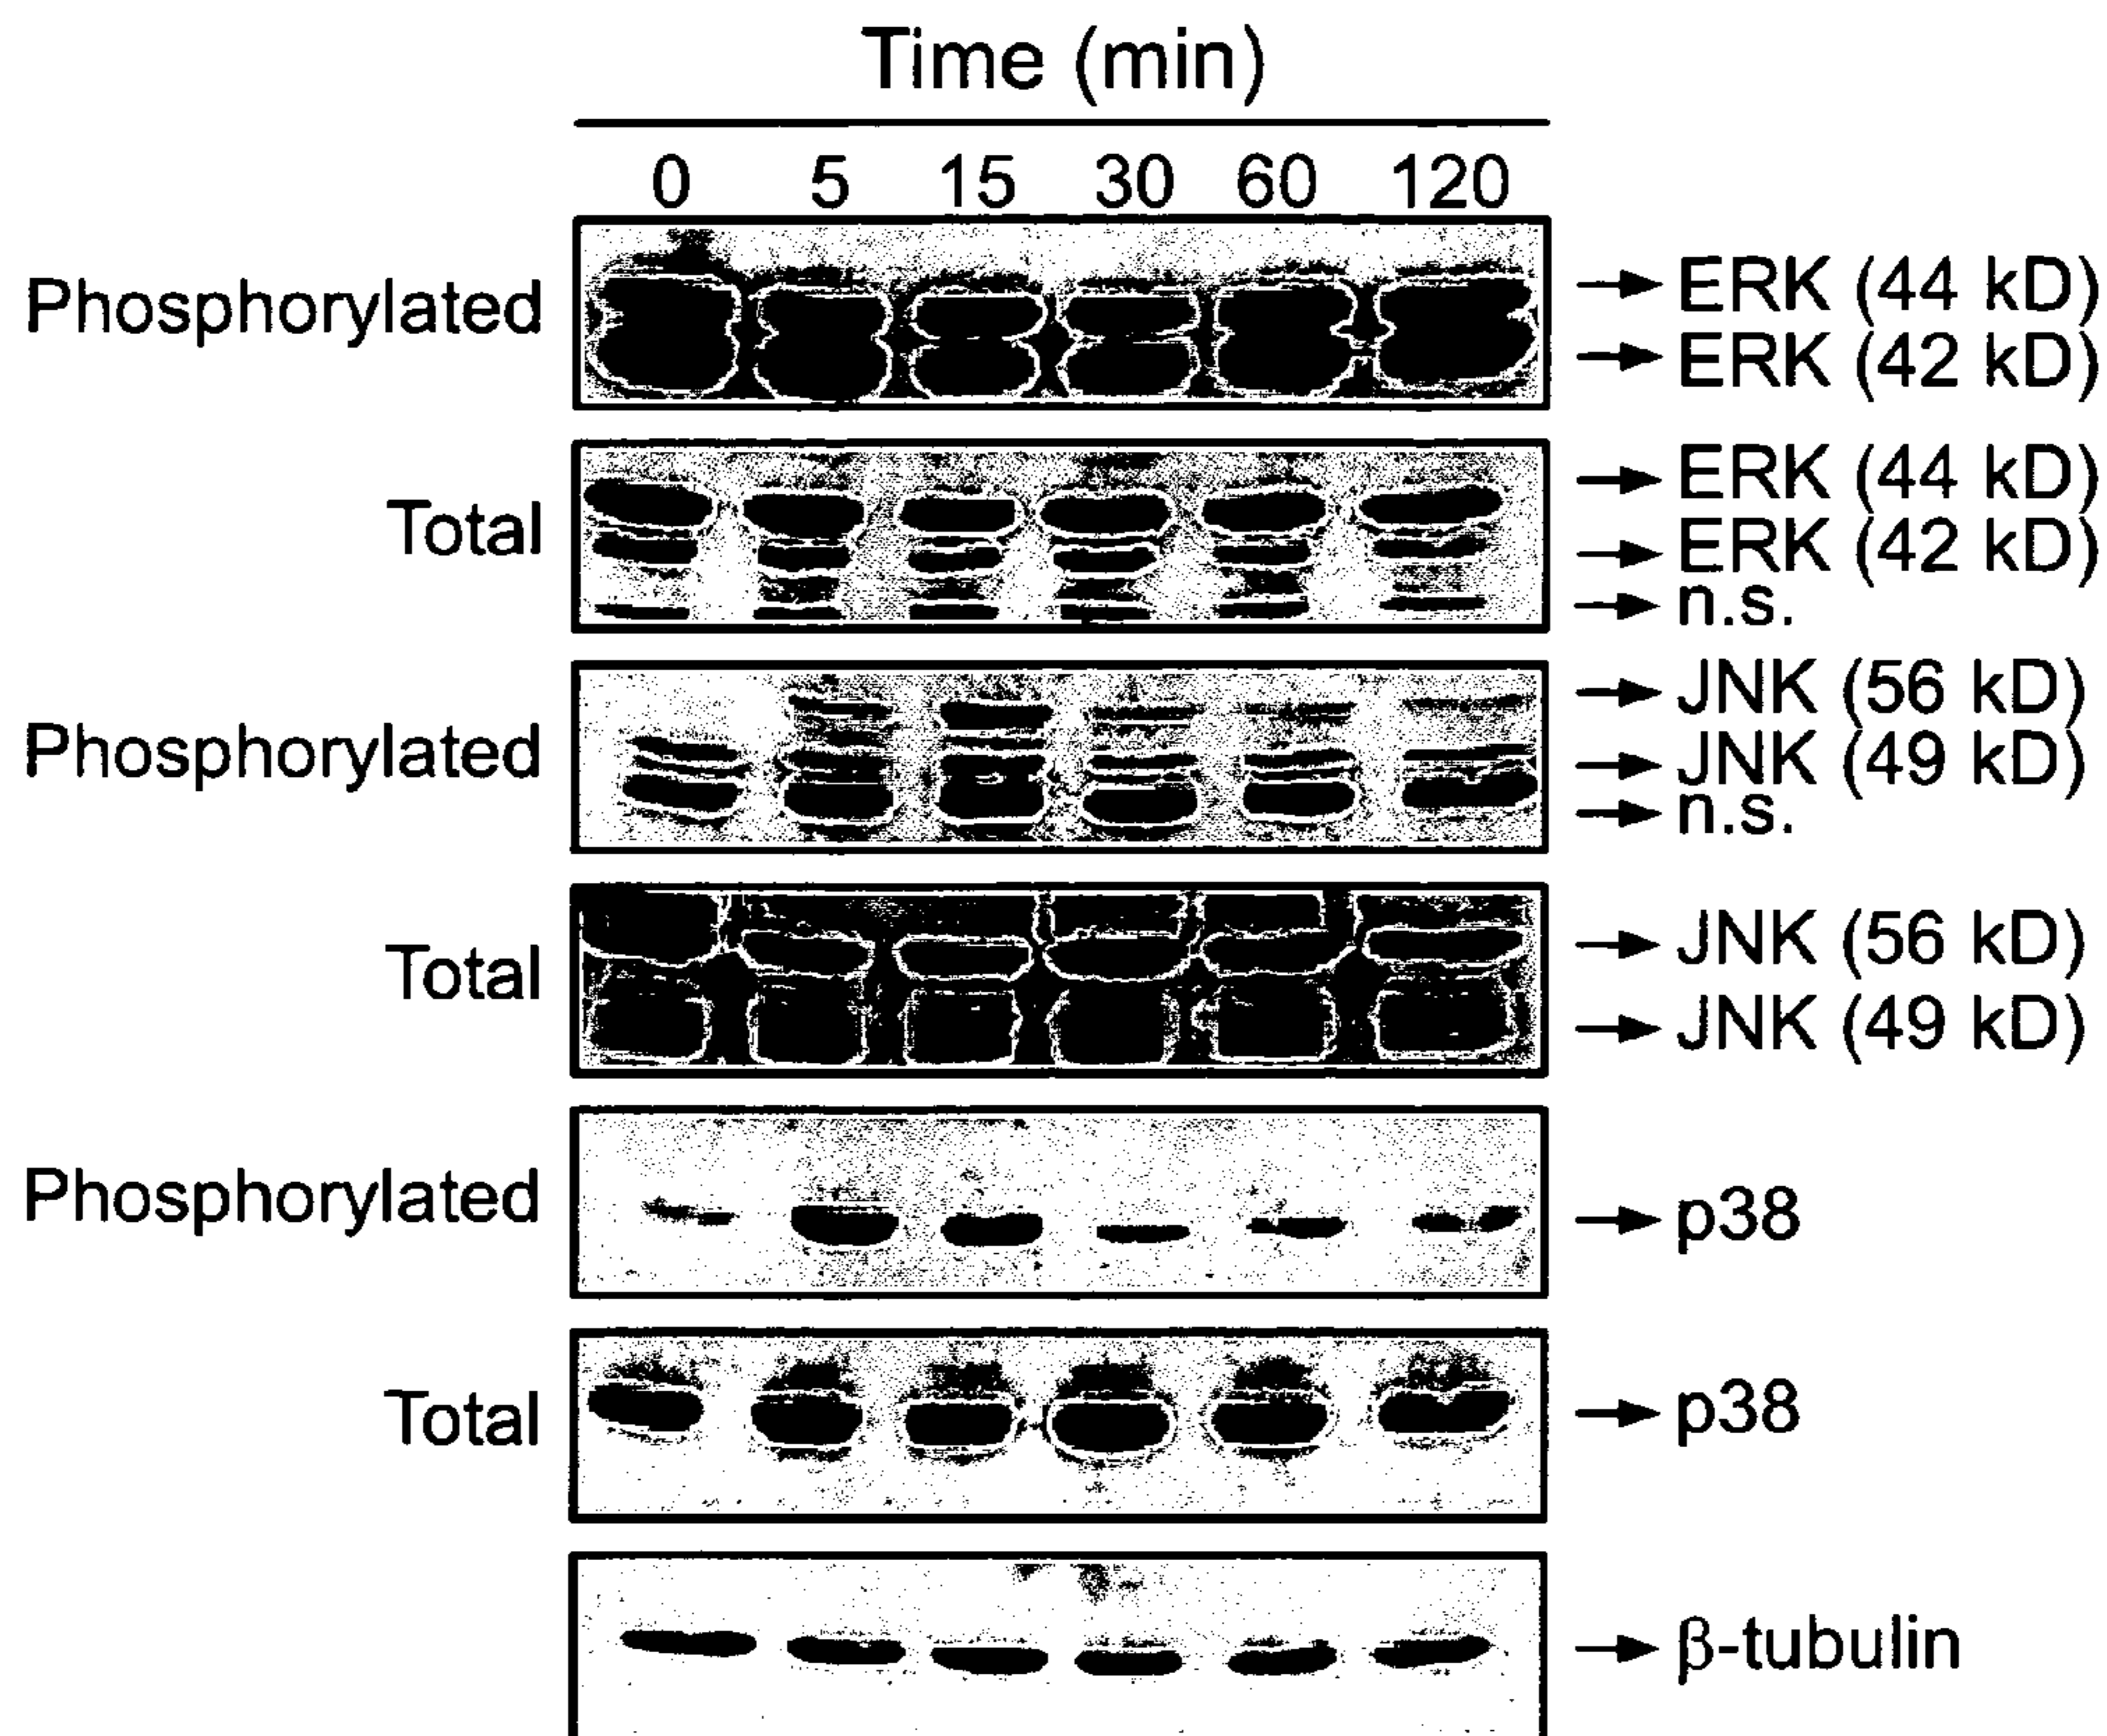 Time (min)
0 5 15 30 60 120
Phosphorylated
ERK (44 kD)
ERK (42 kD)
Total
ERK (44 kD)
ERK (42 kD)
n.s.
Phosphorylated
JNK (56 kD)
JNK (49 kD)
n.s.
Total
JNK (56 kD)
JNK (49 kD)
Phosphorylated
p38
Total
p38
β-tubulin